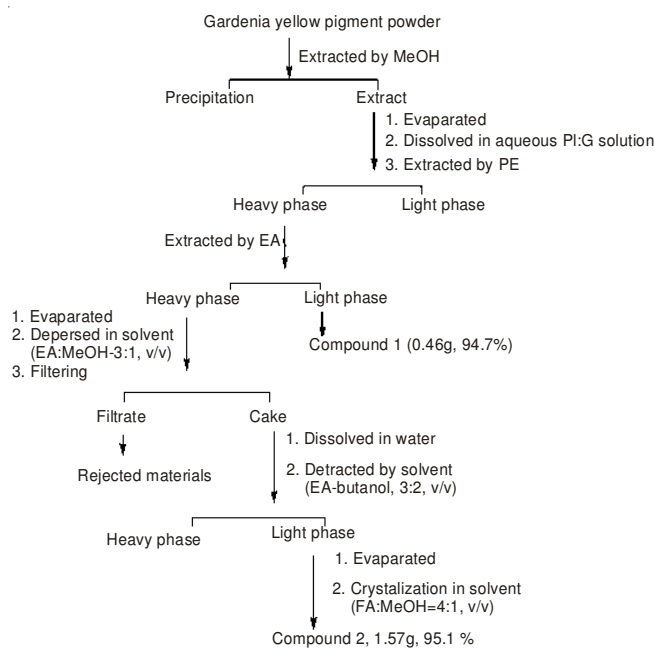 Gardenia yellow pigment powder
Extracted by MeOH
Precipitation Extract
1. Evaparated
2. Dissolved in aqueous PI:G solution
3. Extracted by PE
Heavy phase Light phase
Extracted by EA
Heavy phase Light phase
1. Evaparated
2. Depersed in solvent
(EA:MeOH-3:1, v/v)
3. Filtering
Compound 1 (0.46g, 94.7%)
Filtrate Cake
1. Dissolved in water
2. Detracted by solvent
(EA-butanol, 3:2, v/v)
Rejected materials
Heavy phase Light phase
1. Evaparated
2. Crystalization in solvent
(FA:MeOH=4:1, v/v)
Compound 2, 1.57g, 95.1 %